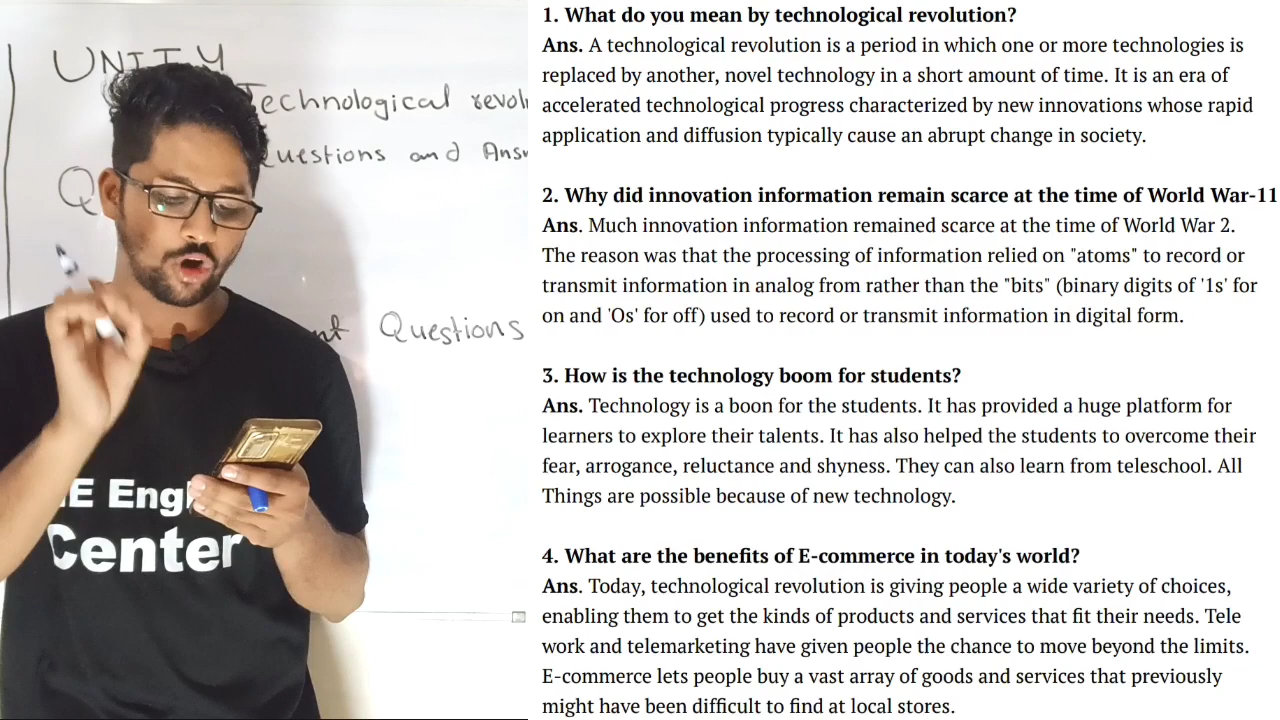 UNIT-4
Technological revolu
Questions and Answ
Questions
E Engl
Center
1. What do you mean by technological revolution?
Ans. A technological revolution is a period in which one or more technologies is
replaced by another, novel technology in a short amount of time. It is an era of
accelerated technological progress characterized by new innovations whose rapid
application and diffusion typically cause an abrupt change in society.
2. Why did innovation information remain scarce at the time of World War-11
Ans. Much innovation information remained scarce at the time of World War 2.
The reason was that the processing of information relied on "atoms" to record or
transmit information in analog from rather than the "bits" (binary digits of '1s' for
on and 'Os' for off) used to record or transmit information in digital form.
3. How is the technology boom for students?
Ans. Technology is a boon for the students. It has provided a huge platform for
learners to explore their talents. It has also helped the students to overcome their
fear, arrogance, reluctance and shyness. They can also learn from teleschool. All
Things are possible because of new technology.
4. What are the benefits of E-commerce in today's world?
Ans. Today, technological revolution is giving people a wide variety of choices,
enabling them to get the kinds of products and services that fit their needs. Tele
work and telemarketing have given people the chance to move beyond the limits.
E-commerce lets people buy a vast array of goods and services that previously
might have been difficult to find at local stores.